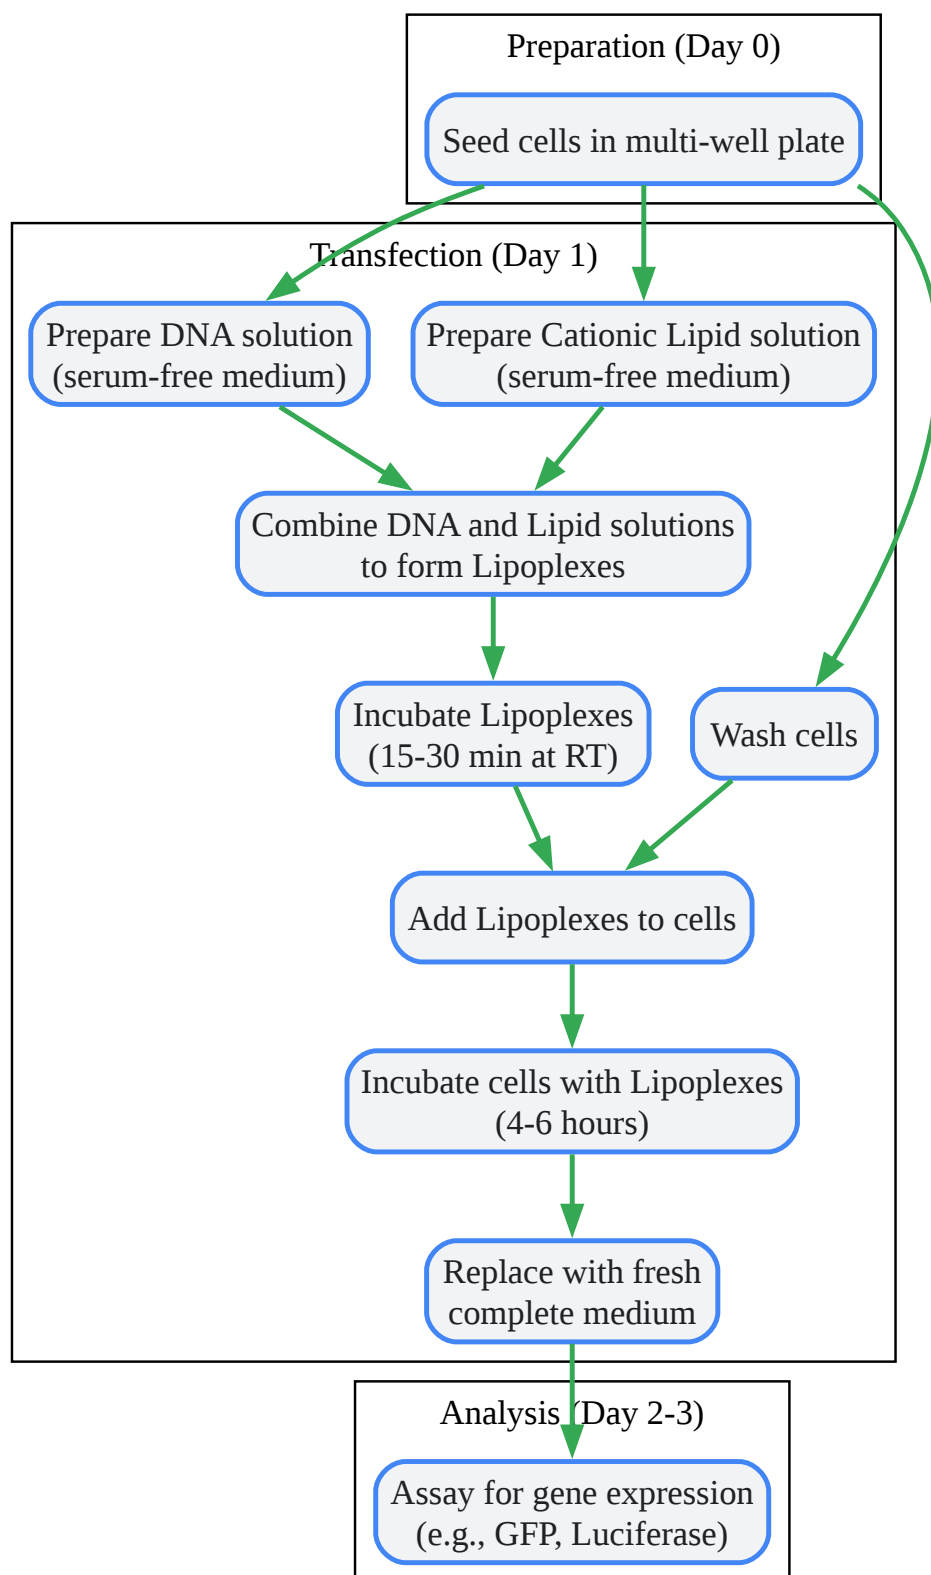 Preparation (Day 0)
Seed cells in multi-well plate
Transfection (Day 1)
Prepare DNA solution
(serum-free medium)
Prepare Cationic Lipid solution
(serum-free medium)
Combine DNA and Lipid solutions
to form Lipoplexes
Incubate Lipoplexes
(15-30 min at RT)
Wash cells
Add Lipoplexes to cells
Incubate cells with Lipoplexes
(4-6 hours)
Replace with fresh
complete medium
Analysis (Day 2-3)
Assay for gene expression
(e.g., GFP, Luciferase)